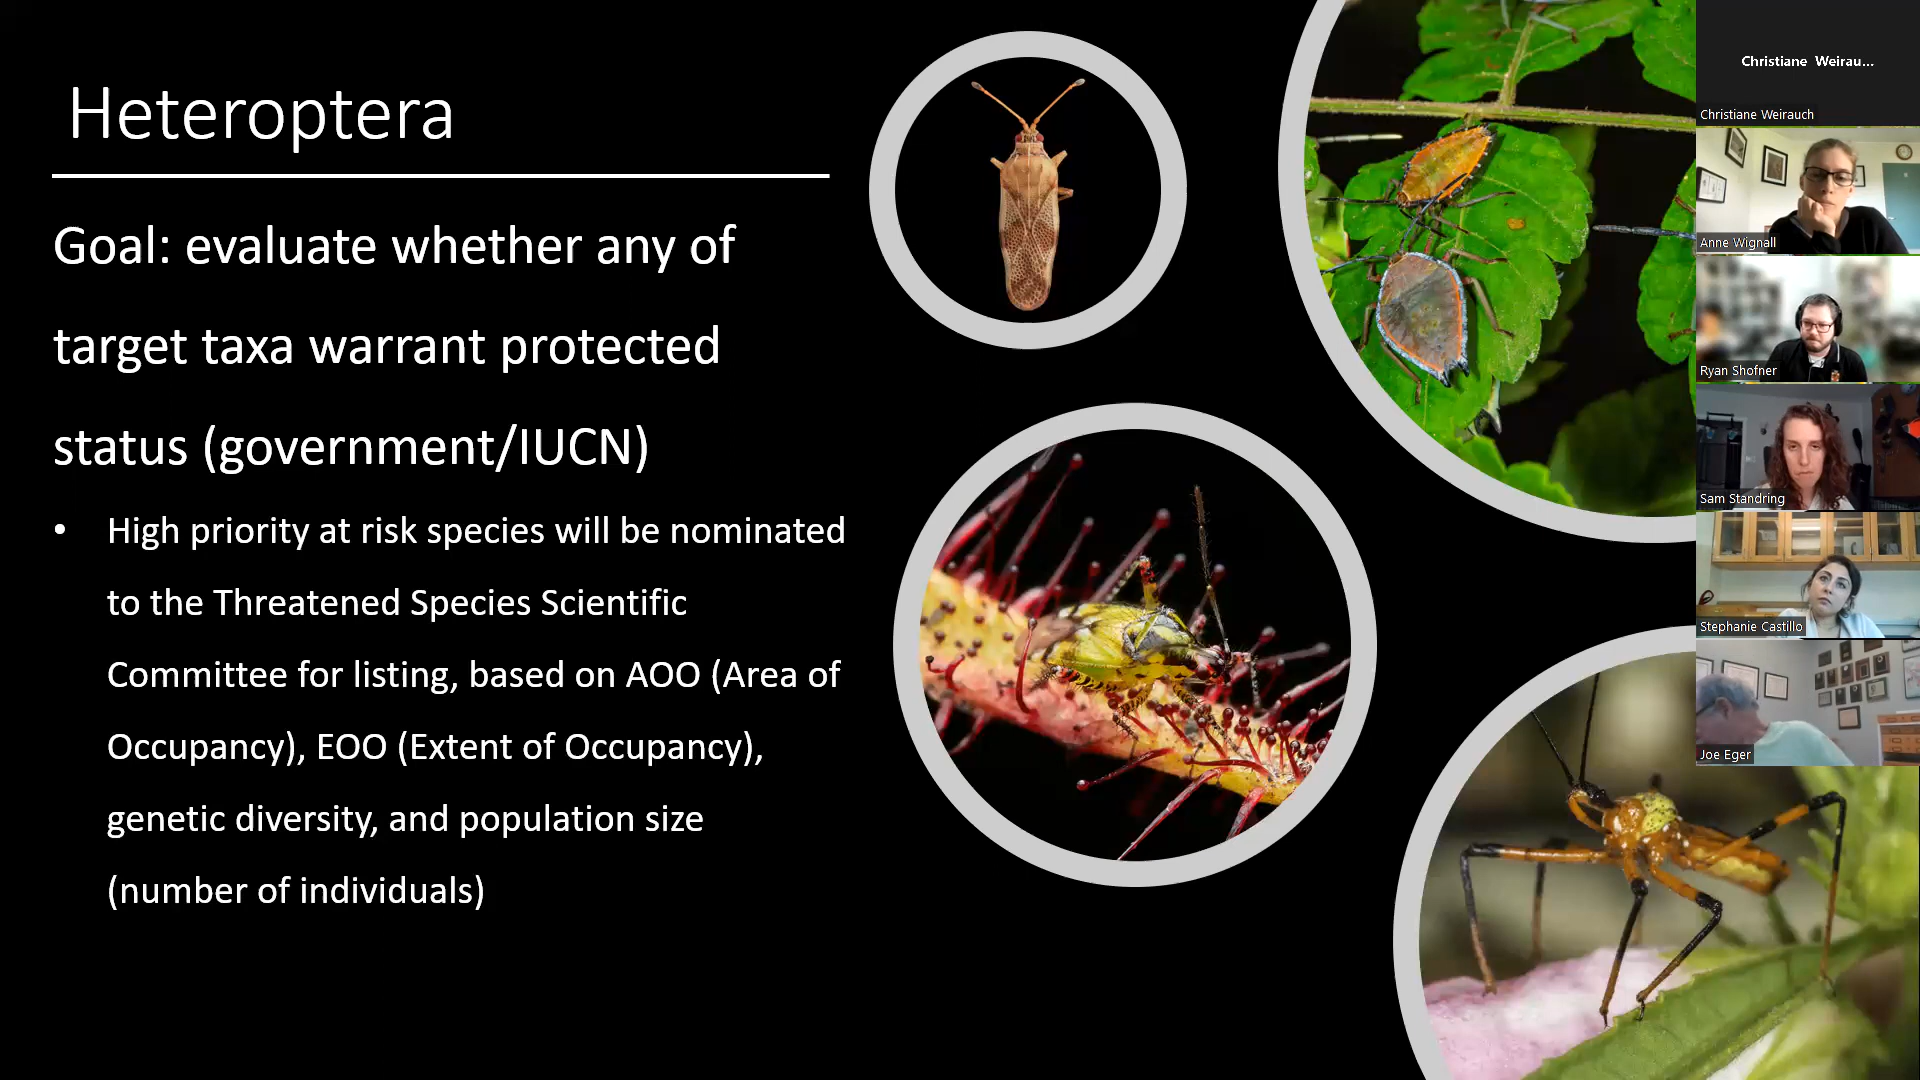 Heteroptera
Goal: evaluate whether any of
target taxa warrant protected
status (government/IUCN)
• High priority at risk species will be nominated
to the Threatened Species Scientific
Committee for listing, based on AOO (Area of
Occupancy), EOO (Extent of Occupancy),
genetic diversity, and population size
(number of individuals)
Christiane Weirau...
Christiane Weirauch
Anne Wignall
Ryan Shofner
Sam Standring
Stephanie Castillo
Joe Eger